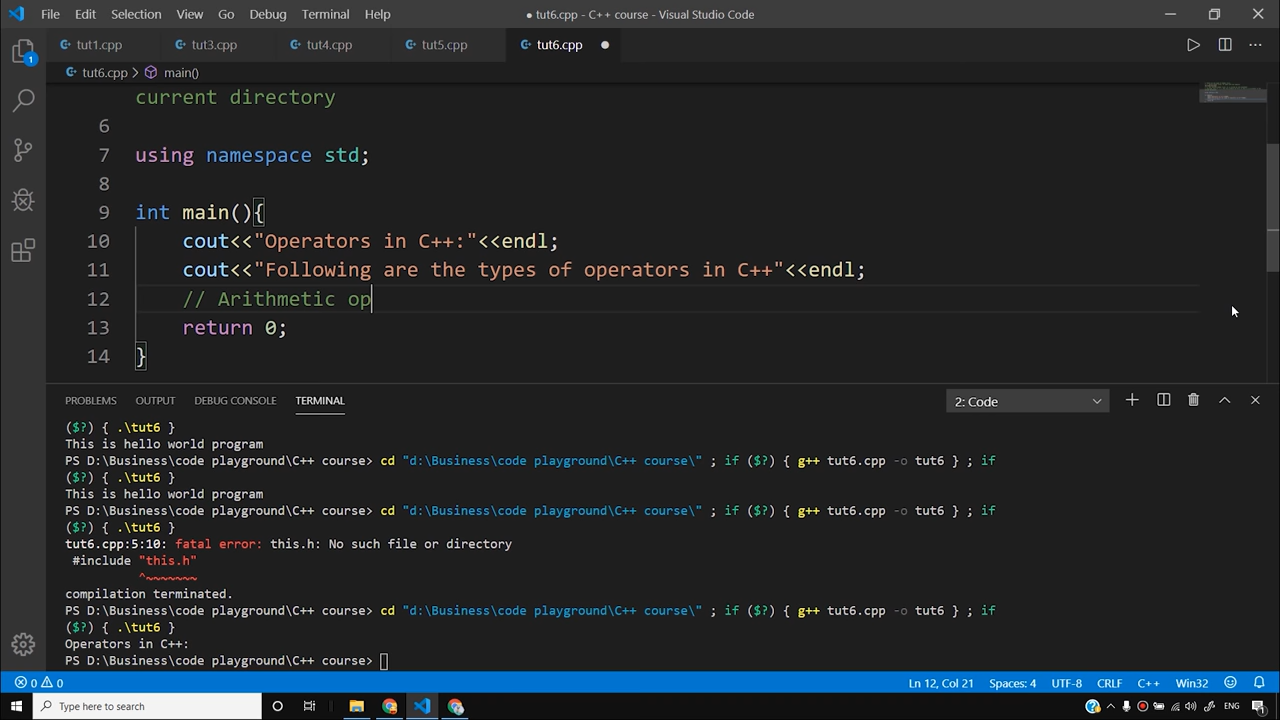 File Edit Selection View Go Debug Terminal Help
● tut6.cpp - C++ course - Visual Studio Code
tut1.cpp tut3.cpp tut4.cpp tut5.cpp tut6.cpp
tut6.cpp > main()
current directory
6
7 using namespace std;
8
9 int main(){
10 cout<<"Operators in C++:"<<endl;
11 cout<<"Following are the types of operators in C++"<<endl;
12 // Arithmetic op
13 return 0;
14 }
1
PROBLEMS OUTPUT DEBUG CONSOLE TERMINAL 2: Code
($?) { .\tut6 }
This is hello world program
PS D:\Business\code playground\C++ course> cd "d:\Business\code playground\C++ course\" ; if ($?) { g++ tut6.cpp -o tut6 } ; if
($?) { .\tut6 }
This is hello world program
PS D:\Business\code playground\C++ course> cd "d:\Business\code playground\C++ course\" ; if ($?) { g++ tut6.cpp -o tut6 } ; if
($?) { .\tut6 }
tut6.cpp:5:10: fatal error: this.h: No such file or directory
#include "this.h"
^~~~~~~~
compilation terminated.
PS D:\Business\code playground\C++ course> cd "d:\Business\code playground\C++ course\" ; if ($?) { g++ tut6.cpp -o tut6 } ; if
($?) { .\tut6 }
Operators in C++:
PS D:\Business\code playground\C++ course>
0 0 Ln 12, Col 21 Spaces: 4 UTF-8 CRLF C++ Win32
Type here to search ENG